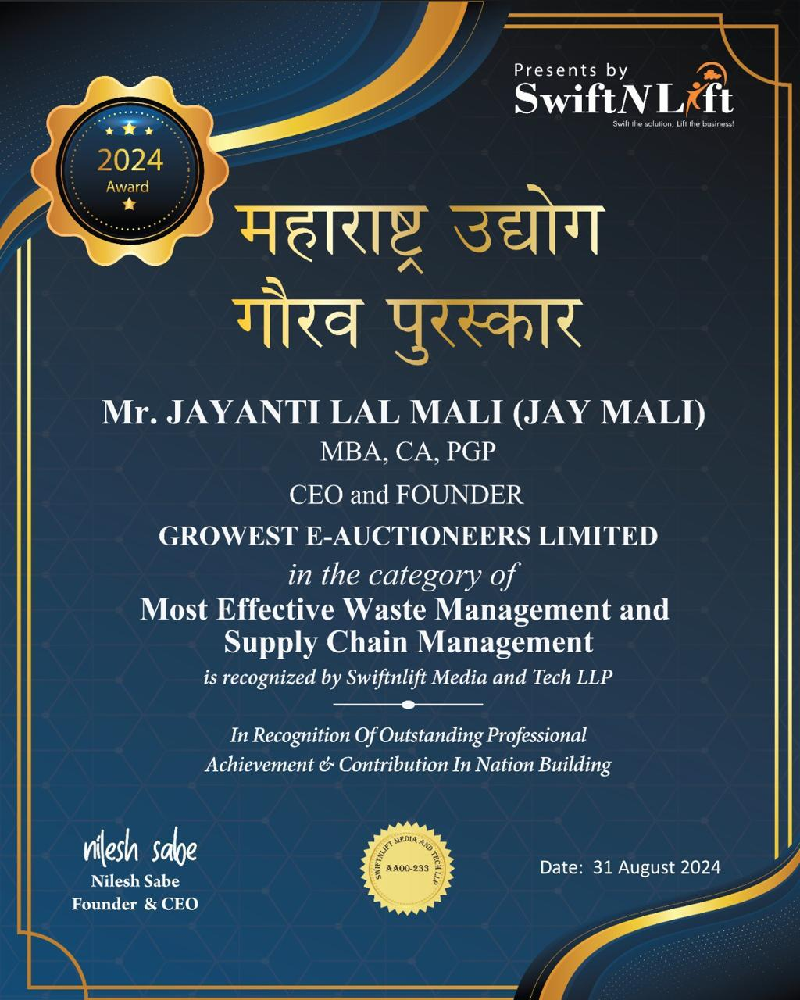 Presents by
SwiftNLift
Swift the solution, Lift the business!
2024
Award
महाराष्ट्र उद्योग
गौरव पुरस्कार
Mr. JAYANTI LAL MALI (JAY MALI)
MBA, CA, PGP
CEO and FOUNDER
GROWEST E-AUCTIONEERS LIMITED
in the category of
Most Effective Waste Management and
Supply Chain Management
is recognized by Swiftnlift Media and Tech LLP
In Recognition Of Outstanding Professional
Achievement & Contribution In Nation Building
nilesh sabe
Nilesh Sabe
Founder & CEO
SWIFTNLIFT MEDIA AND TECH LLP
AA00-233
Date: 31 August 2024